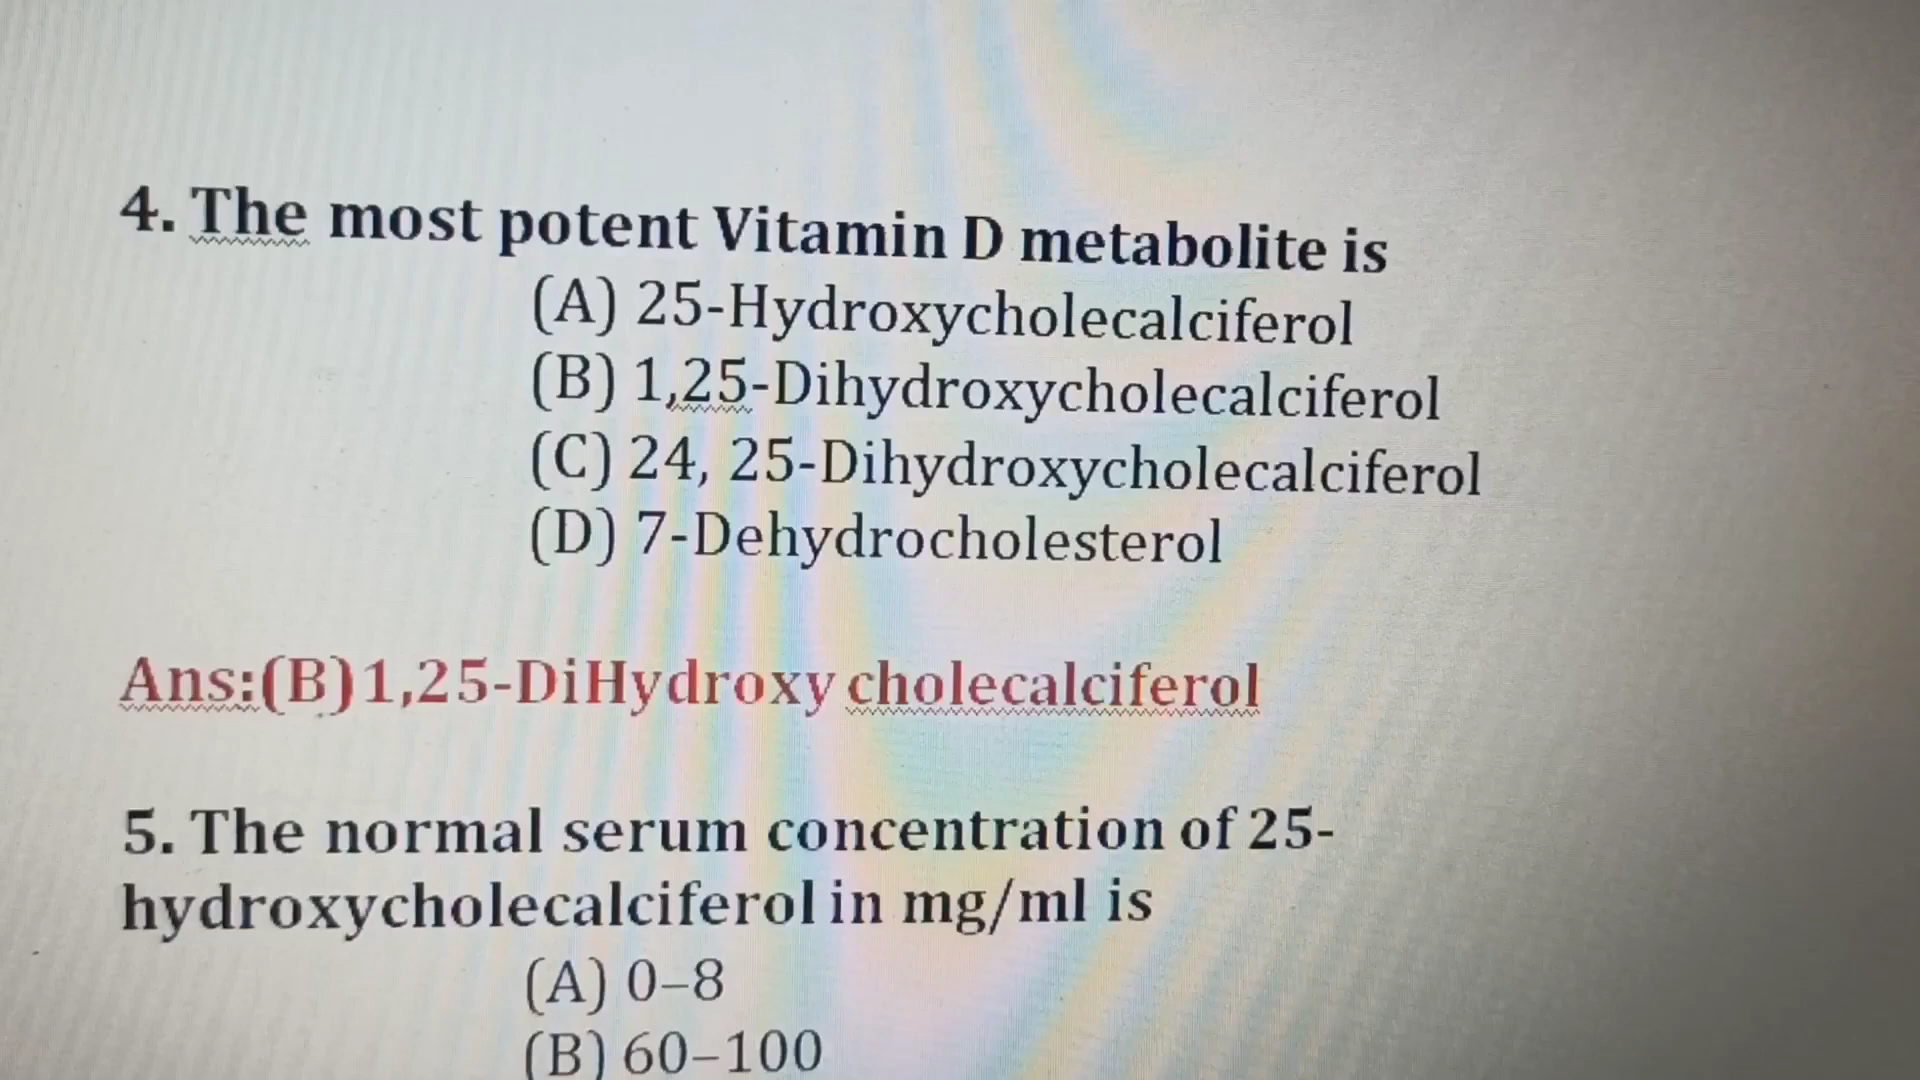 4. The most potent Vitamin D metabolite is
(A) 25-Hydroxycholecalciferol
(B) 1,25-Dihydroxycholecalciferol
(C) 24, 25-Dihydroxycholecalciferol
(D) 7-Dehydrocholesterol
Ans:(B)1,25-DiHydroxy cholecalciferol
5. The normal serum concentration of 25-
hydroxycholecalciferol in mg/ml is
(A) 0–8
(B) 60–100